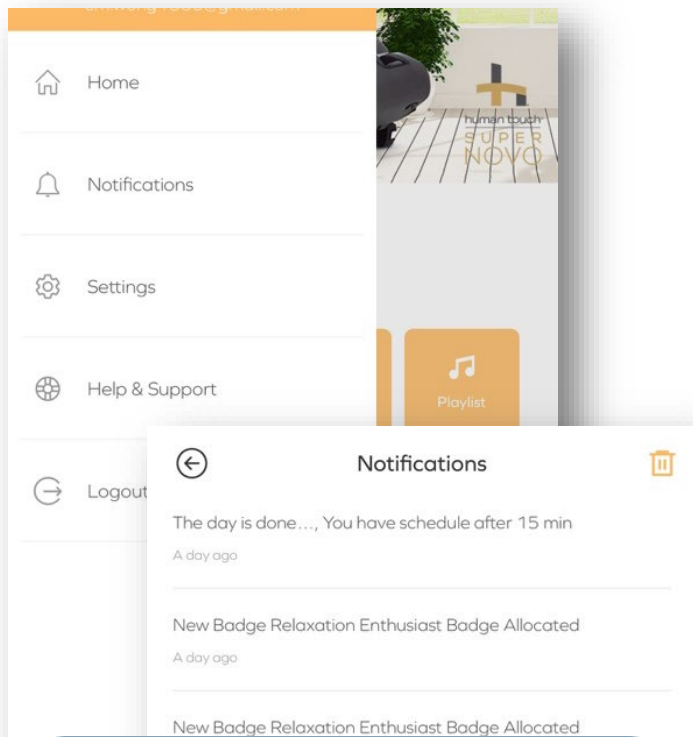 Home
human touch
SUPER
NOVO
Notifications
Settings
Playlist
Help & Support
Logout
Notifications
The day is done..., You have schedule after 15 min
A day ago
New Badge Relaxation Enthusiast Badge Allocated
A day ago
New Badge Relaxation Enthusiast Badge Allocated